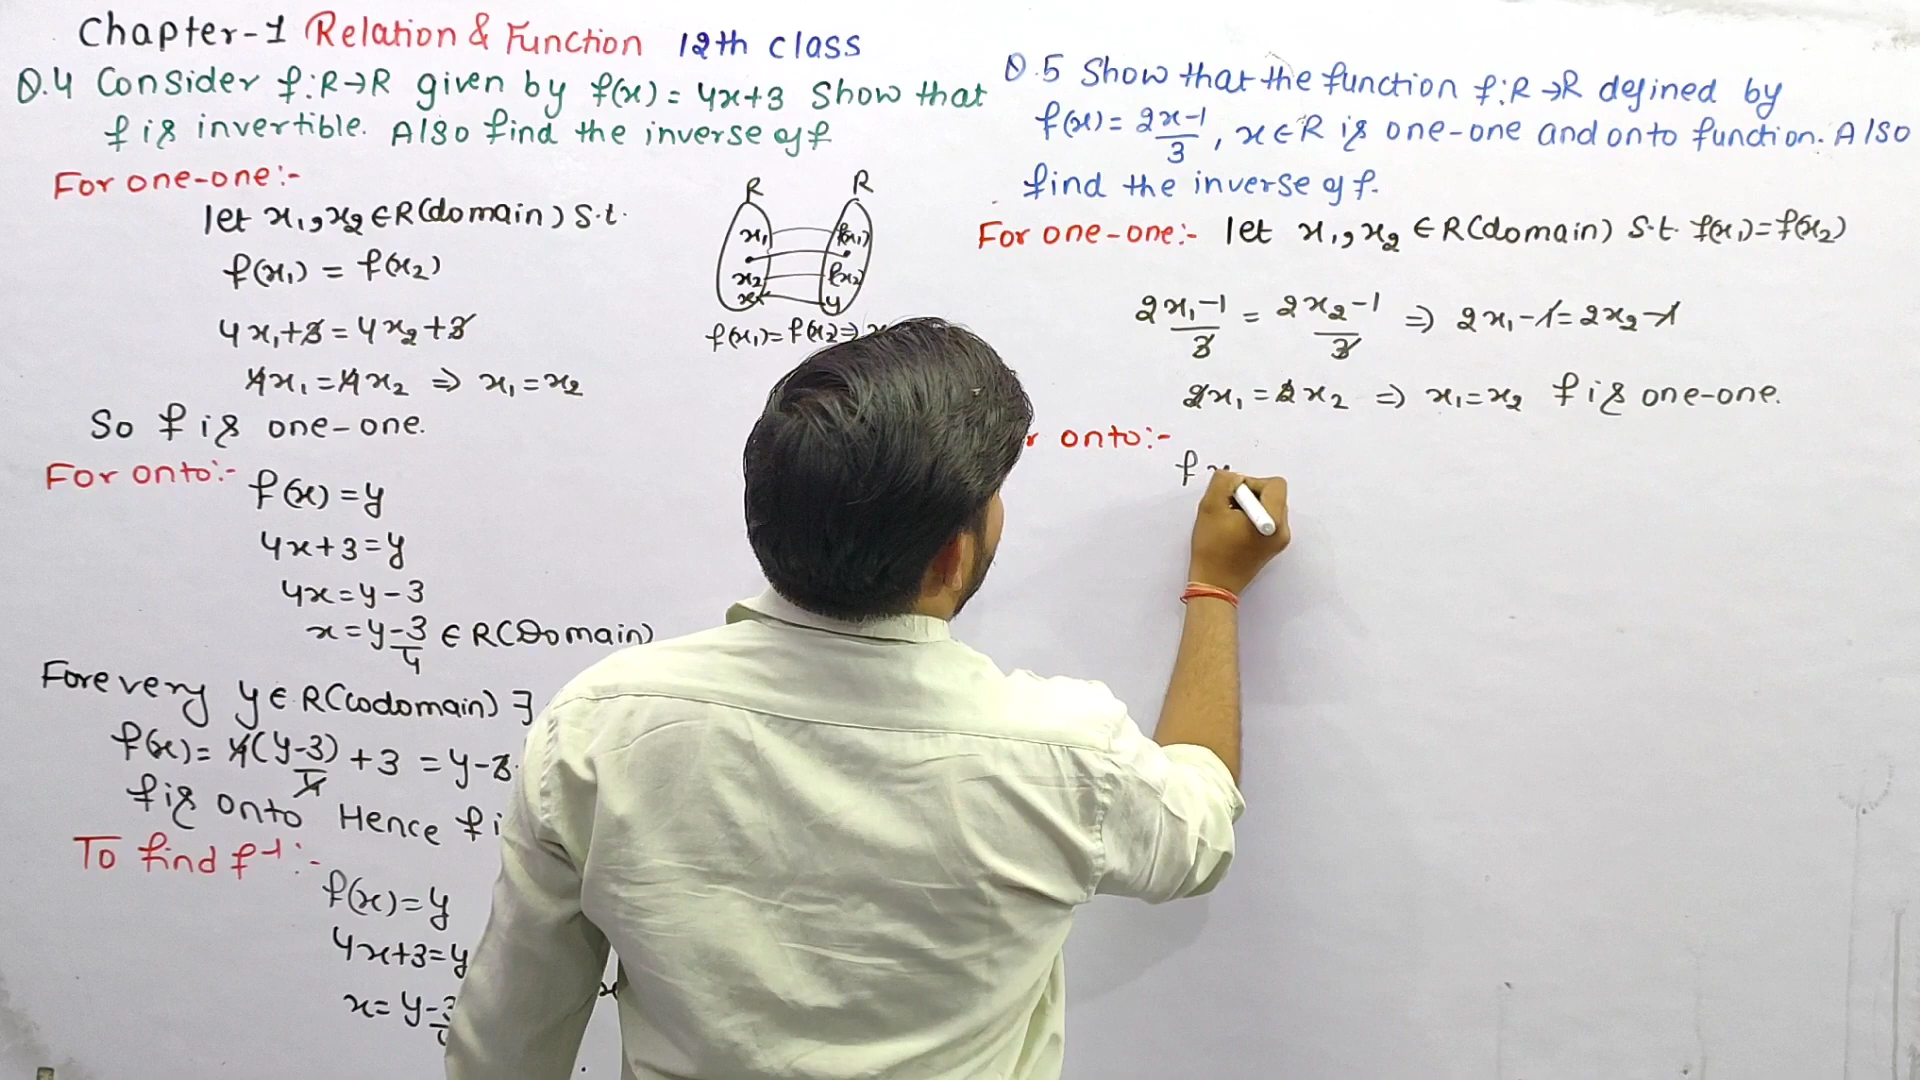 Chapter-1 Relation & Function 12th class
Q.4 Consider f:R→R given by f(x) = 4x+3 Show that
f is invertible. Also find the inverse of f
For one-one:-
let x₁, x₂ ∈ R(domain) s.t.
f(x₁) = f(x₂)
4x₁+3 = 4x₂+3
4x₁ = 4x₂ ⇒ x₁ = x₂
So f is one-one.
R R
x₁ f(x₁)
x₂ f(x₂)
x y
f(x₁) = f(x₂) ⇒
For onto:- f(x) = y
4x+3 = y
4x = y-3
x = y-3/4 ∈ R(Domain)
For every y ∈ R(codomain) ∃
f(x) = 4(y-3)/4 + 3 = y-3
f is onto Hence f
To find f⁻¹:-
f(x) = y
4x+3 = y
x = y-3
Q.5 Show that the function f:R→R defined by
f(x) = 2x-1/3, x∈R is one-one and onto function. Also
find the inverse of f.
For one-one:- let x₁, x₂ ∈ R(domain) s.t. f(x₁) = f(x₂)
2x₁-1/3 = 2x₂-1/3 ⇒ 2x₁-1 = 2x₂-1
2x₁ = 2x₂ ⇒ x₁ = x₂ f is one-one.
onto:-
f